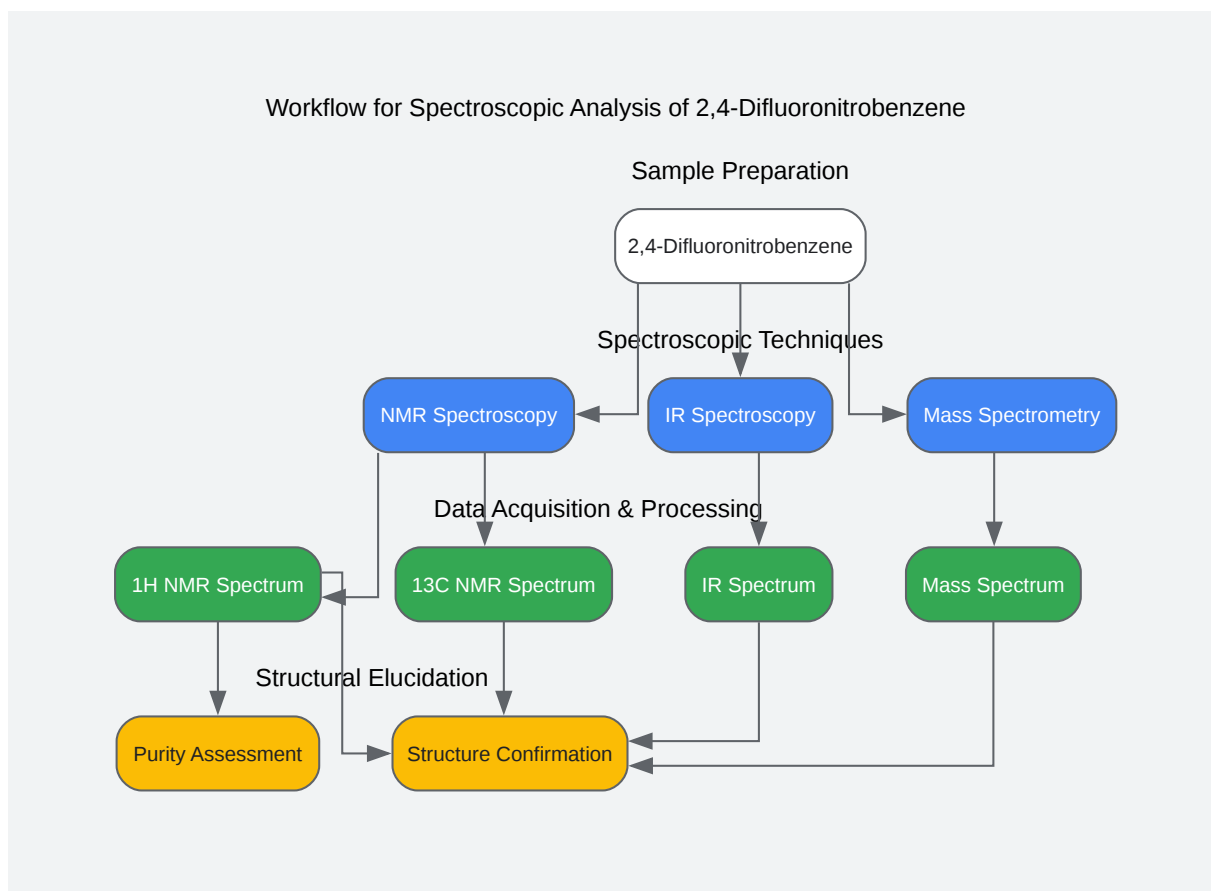 Workflow for Spectroscopic Analysis of 2,4-Difluoronitrobenzene
Sample Preparation
2,4-Difluoronitrobenzene
Spectroscopic Techniques
NMR Spectroscopy
IR Spectroscopy
Mass Spectrometry
Data Acquisition & Processing
1H NMR Spectrum
13C NMR Spectrum
IR Spectrum
Mass Spectrum
Structural Elucidation
Purity Assessment
Structure Confirmation